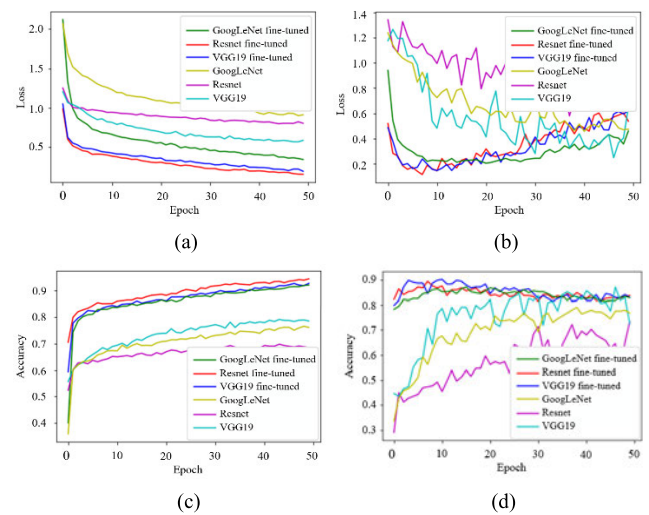 2.0
1.5
1.0
0.5
Loss
0
10
20
30
40
50
Epoch
GoogLeNet fine-tuned
Resnet fine-tuned
VGG19 fine-tuned
GoogLeNet
Resnet
VGG19
(a)
1.4
1.2
1.0
0.8
0.6
0.4
0.2
Loss
0
10
20
30
40
50
Epoch
GoogLeNet fine-tuned
Resnet fine-tuned
VGG19 fine-tuned
GoogLeNet
Resnet
VGG19
(b)
0.9
0.8
0.7
0.6
0.5
0.4
Accuracy
0
10
20
30
40
50
Epoch
GoogLeNet fine-tuned
Resnet fine-tuned
VGG19 fine-tuned
GoogLeNet
Resnet
VGG19
(c)
0.9
0.8
0.7
0.6
0.5
0.4
0.3
Accuracy
0
10
20
30
40
50
Epoch
GoogLeNet fine-tuned
Resnet fine-tuned
VGG19 fine-tuned
GoogLeNet
Resnet
VGG19
(d)